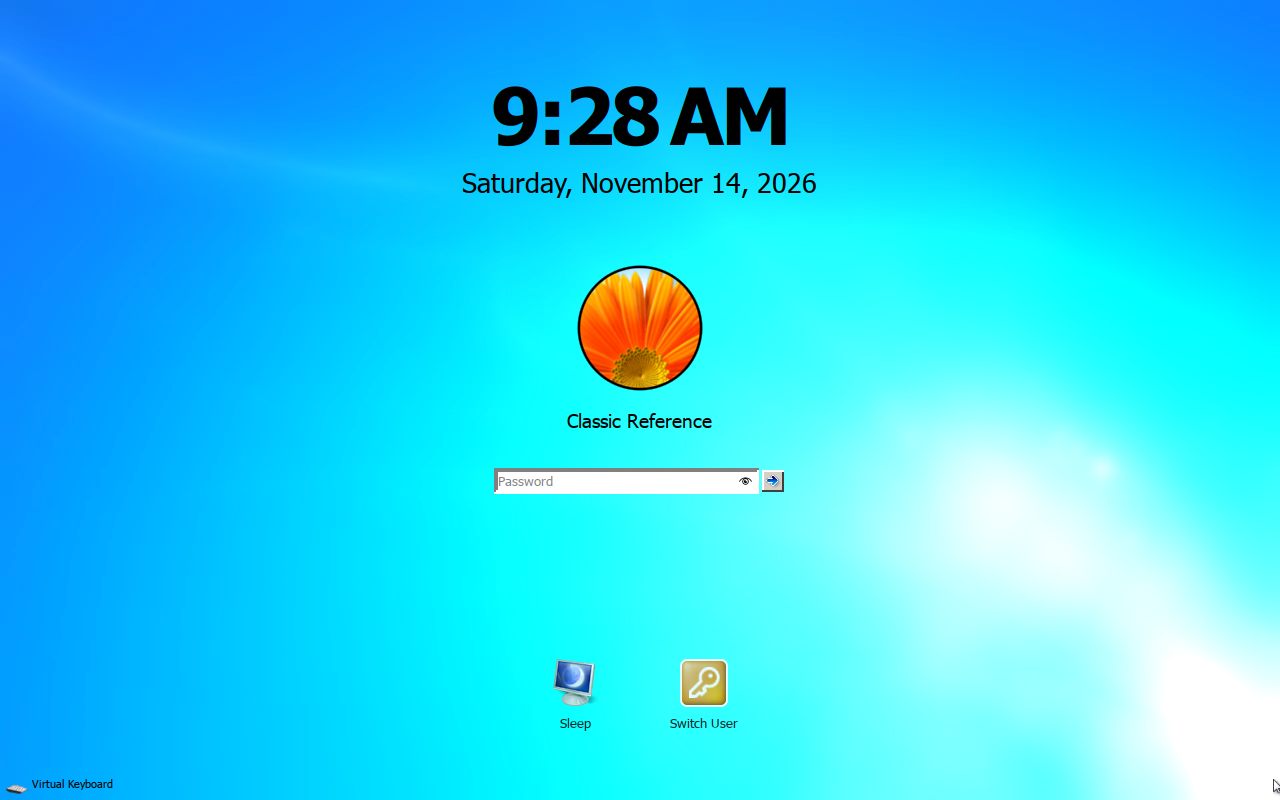 9:28 AM
Saturday, November 14, 2026
Classic Reference
Password
Sleep
Switch User
Virtual Keyboard